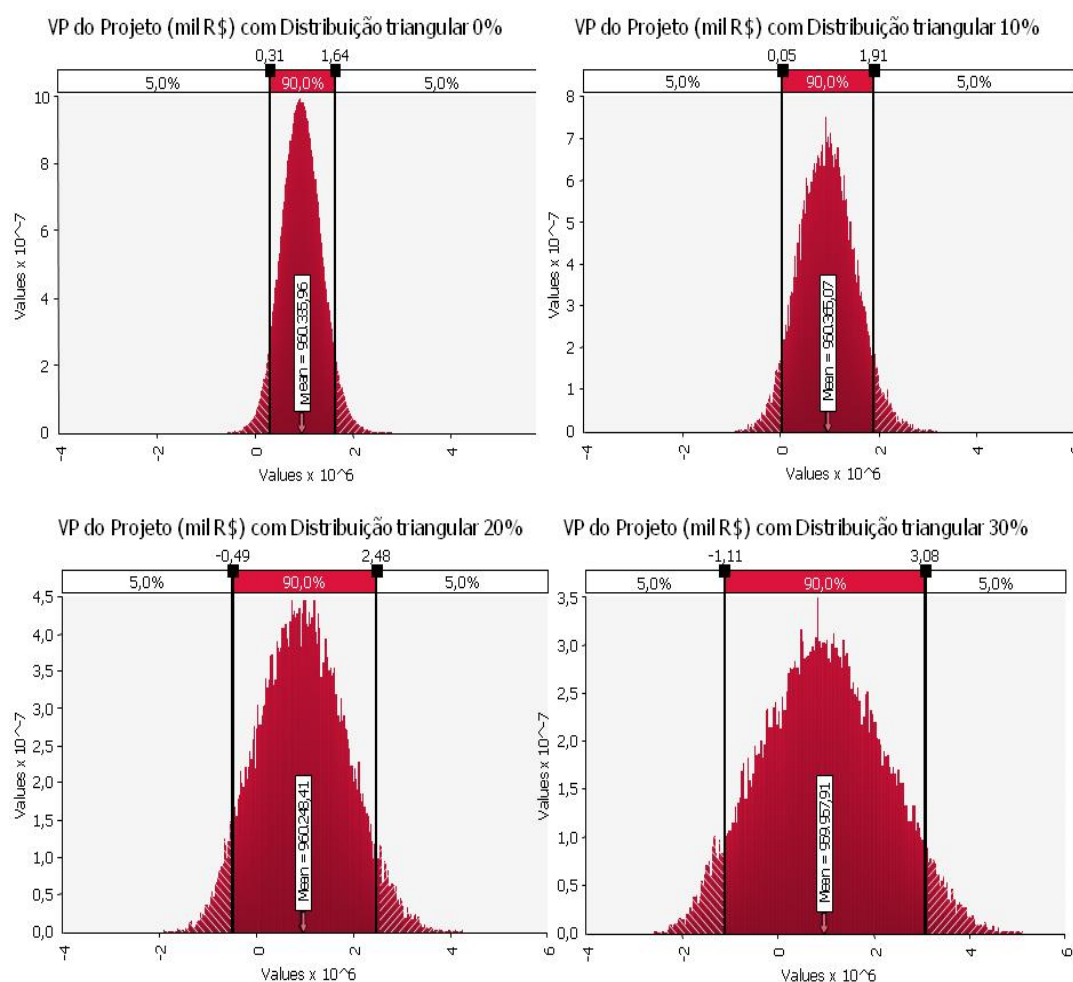 VP do Projeto (mil R$) com Distribuição triangular 0%
0,31 1,64
5,0% 90,0% 5,0%
10
8
6
4
2
0
Values x 10^-7
Mean = 960.335,96
-4 -2 0 2 4
Values x 10^6
VP do Projeto (mil R$) com Distribuição triangular 10%
0,05 1,91
5,0% 90,0% 5,0%
8
7
6
5
4
3
2
1
0
Values x 10^-7
Mean = 960.365,07
-4 -2 0 2 4 6
Values x 10^6
VP do Projeto (mil R$) com Distribuição triangular 20%
-0,49 2,48
5,0% 90,0% 5,0%
4,5
4,0
3,5
3,0
2,5
2,0
1,5
1,0
0,5
0,0
Values x 10^-7
Mean = 960.248,41
-4 -2 0 2 4 6
Values x 10^6
VP do Projeto (mil R$) com Distribuição triangular 30%
-1,11 3,08
5,0% 90,0% 5,0%
3,5
3,0
2,5
2,0
1,5
1,0
0,5
0,0
Values x 10^-7
Mean =
-4 -2 0 2 4 6
Values x 10^6